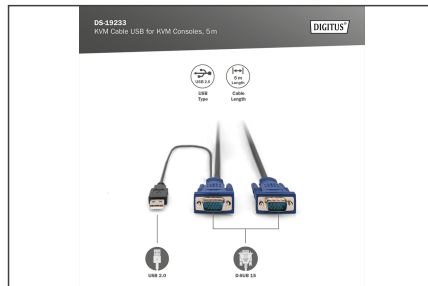 DS-19233
KVM Cable USB for KVM Consoles, 5 m
DIGITUS®
USB 2.0
5 m
Length
USB
Type
Cable
Length
USB 2.0
D-SUB 15